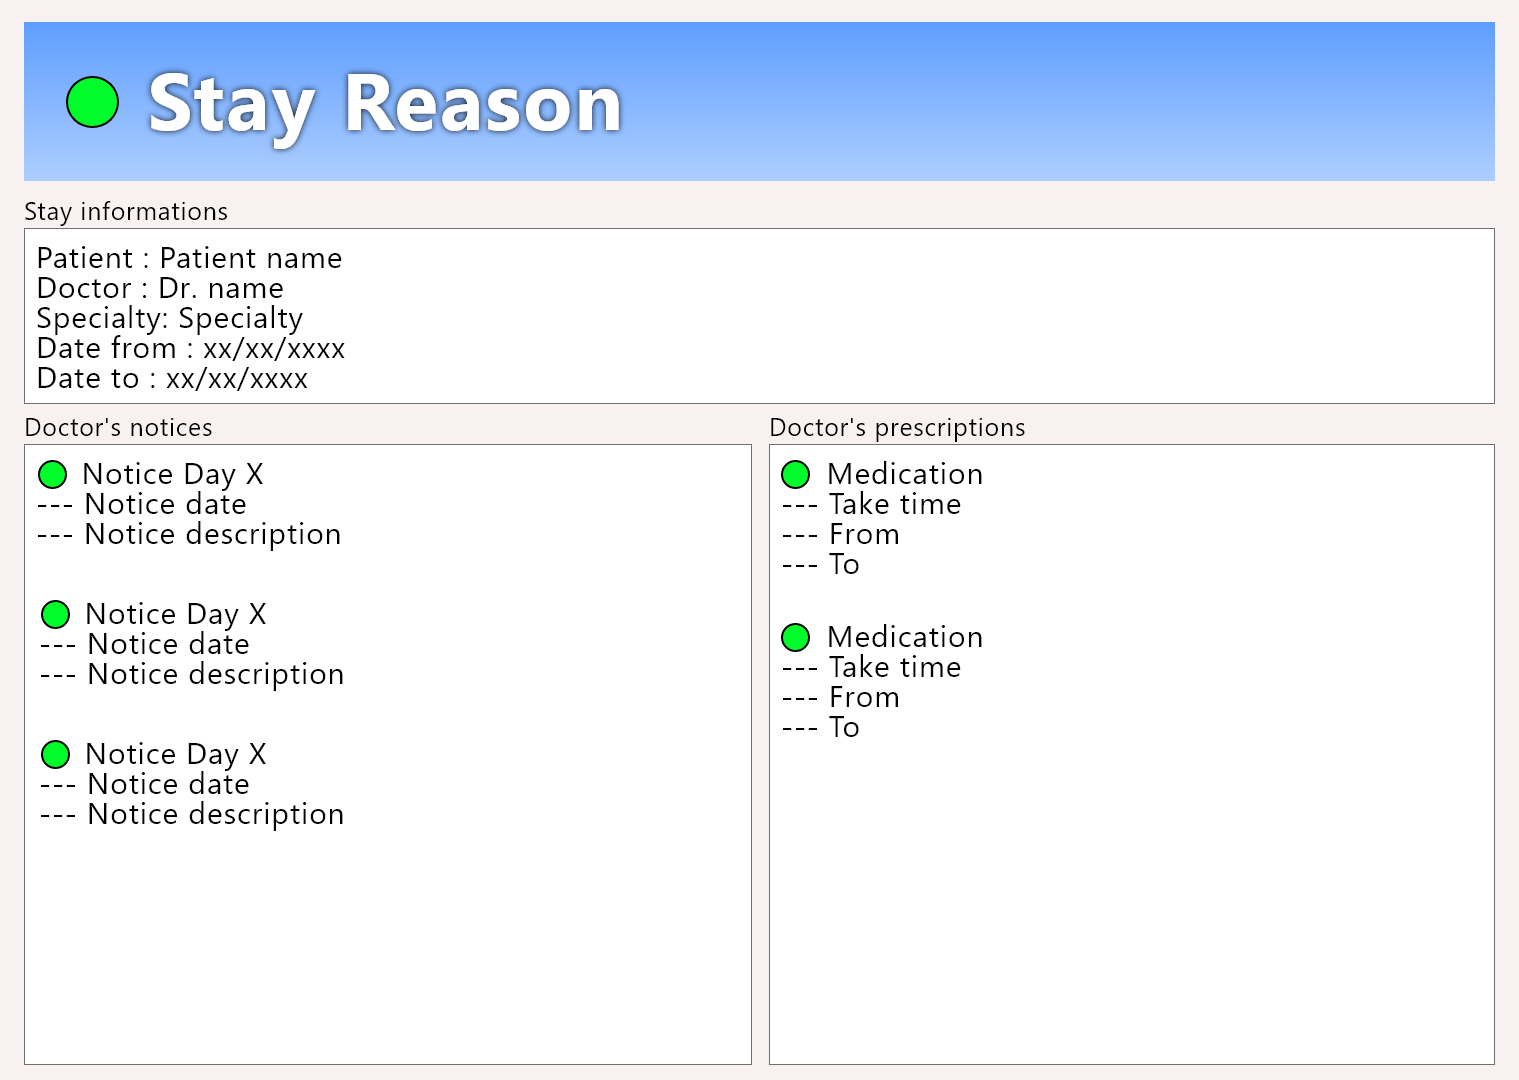 Stay Reason
Stay informations
Patient : Patient name
Doctor : Dr. name
Specialty: Specialty
Date from : xx/xx/xxxx
Date to : xx/xx/xxxx
Doctor's notices
Notice Day X
--- Notice date
--- Notice description
Notice Day X
--- Notice date
--- Notice description
Notice Day X
--- Notice date
--- Notice description
Doctor's prescriptions
Medication
--- Take time
--- From
--- To
Medication
--- Take time
--- From
--- To